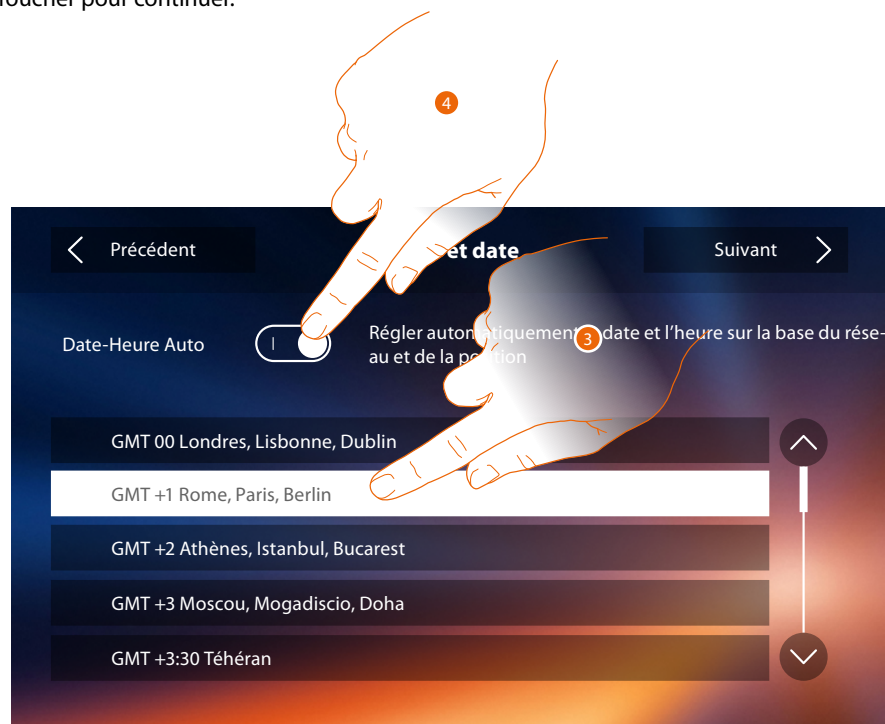 oucher pour continuer.
4
Précédent
et date
Suivant
Date-Heure Auto
Régler automatiquement date et l'heure sur la base du rése-
au et de la position
3
GMT 00 Londres, Lisbonne, Dublin
GMT +1 Rome, Paris, Berlin
GMT +2 Athènes, Istanbul, Bucarest
GMT +3 Moscou, Mogadiscio, Doha
GMT +3:30 Téhéran